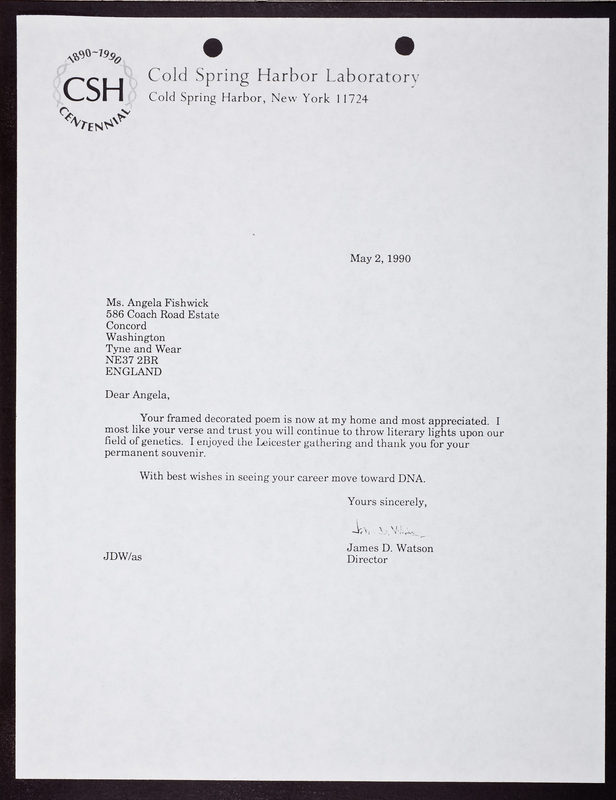 1890~1990
CSH
CENTENNIAL
Cold Spring Harbor Laboratory
Cold Spring Harbor, New York 11724
May 2, 1990
Ms. Angela Fishwick
586 Coach Road Estate
Concord
Washington
Tyne and Wear
NE37 2BR
ENGLAND
Dear Angela,
Your framed decorated poem is now at my home and most appreciated. I
most like your verse and trust you will continue to throw literary lights upon our
field of genetics. I enjoyed the Leicester gathering and thank you for your
permanent souvenir.
With best wishes in seeing your career move toward DNA.
Yours sincerely,
James D. Watson
Director
JDW/as